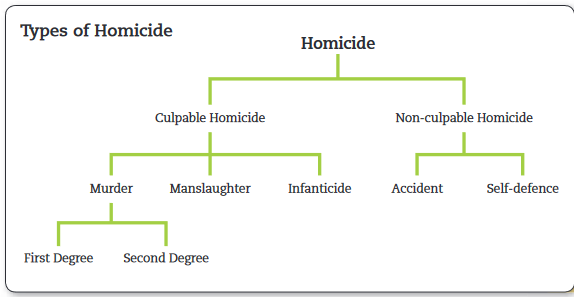 Types of Homicide
Homicide
Culpable Homicide
Non-culpable Homicide
Murder
Manslaughter
Infanticide
Accident
Self-defence
First Degree
Second Degree